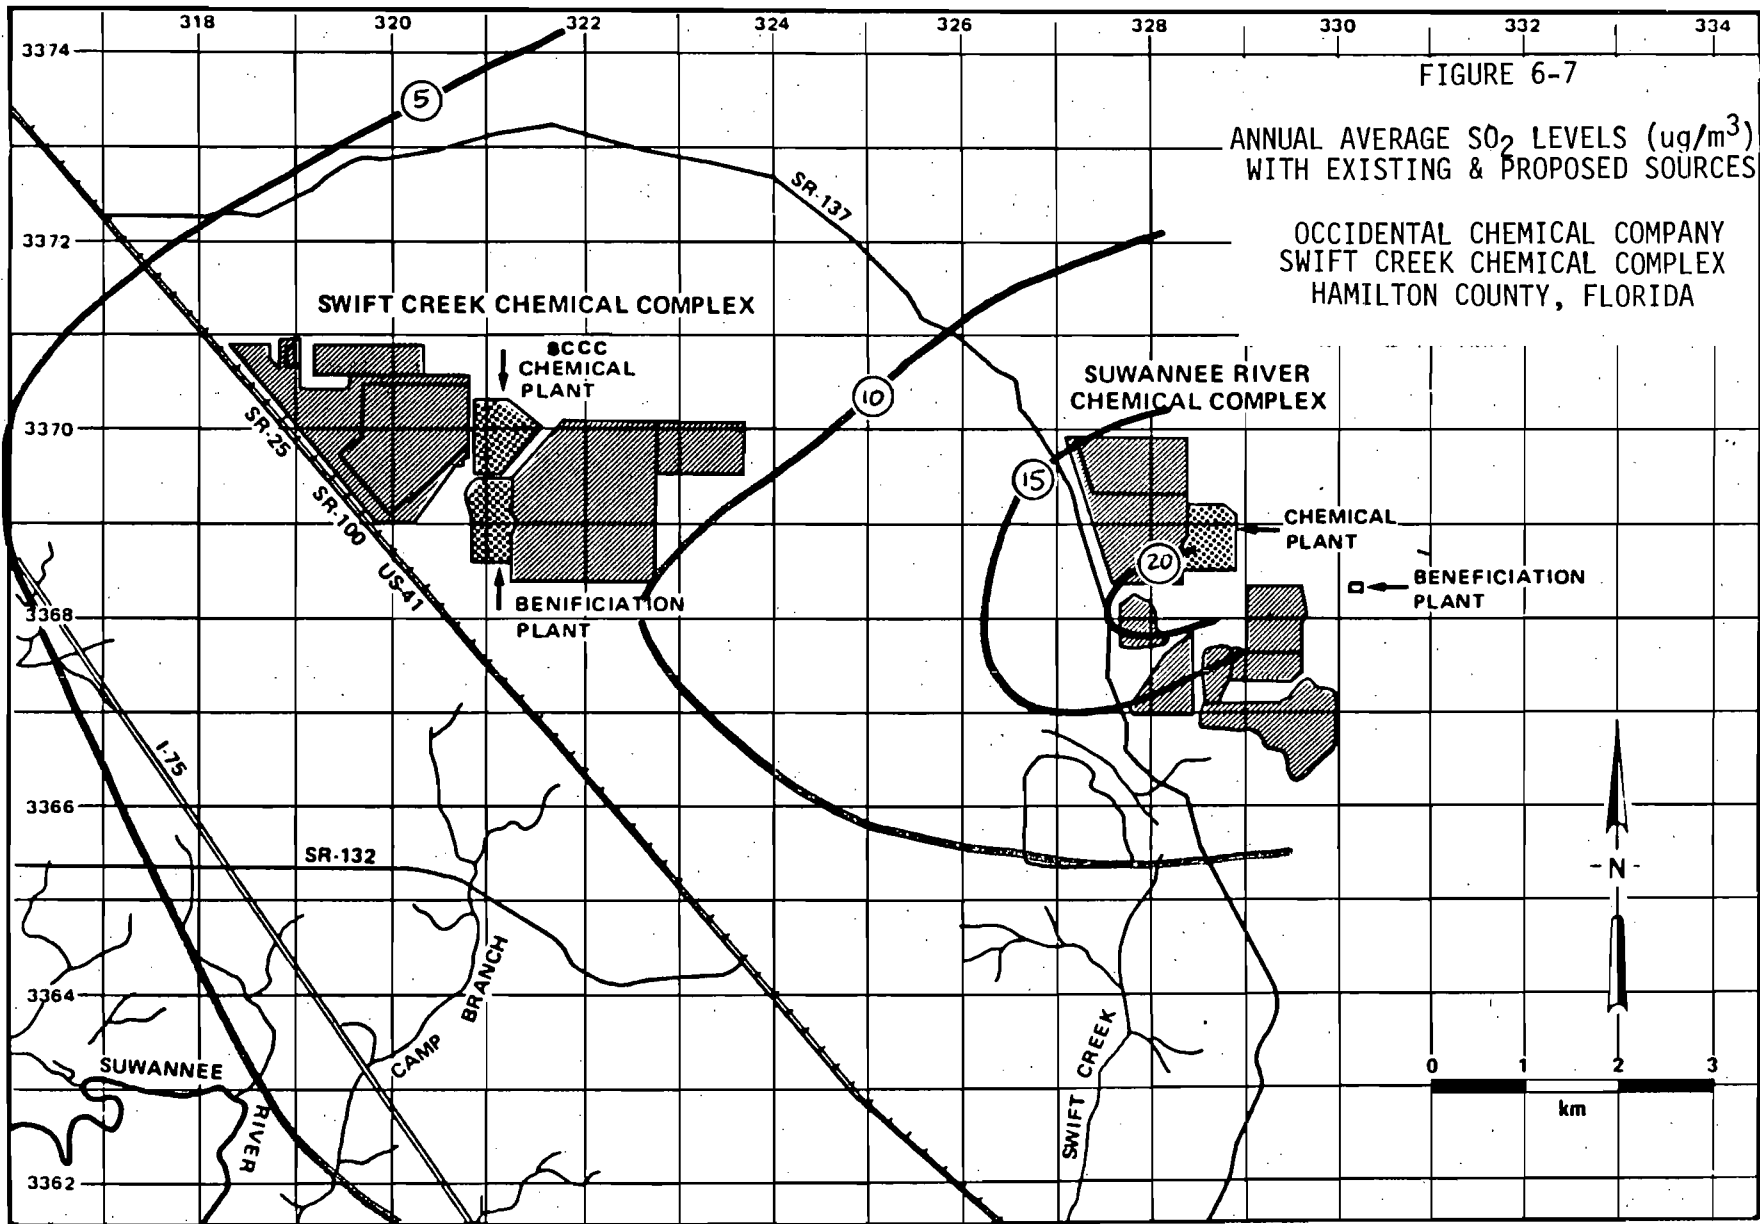 318 320 322 324 326 328 330 332 334
3374
3372
3370
3368
3366
3364
3362
FIGURE 6-7
ANNUAL AVERAGE SO2 LEVELS (ug/m3)
WITH EXISTING & PROPOSED SOURCES
OCCIDENTAL CHEMICAL COMPANY
SWIFT CREEK CHEMICAL COMPLEX
HAMILTON COUNTY, FLORIDA
5
SR-137
SWIFT CREEK CHEMICAL COMPLEX
SCCC
CHEMICAL
PLANT
10
SUWANNEE RIVER
CHEMICAL COMPLEX
SR-25
SR-100
US-41
15
CHEMICAL
PLANT
20
BENEFICIATION
PLANT
BENIFICIATION
PLANT
I-75
SR-132
N
CAMP BRANCH
SWIFT CREEK
SUWANNEE
RIVER
0 1 2 3
km